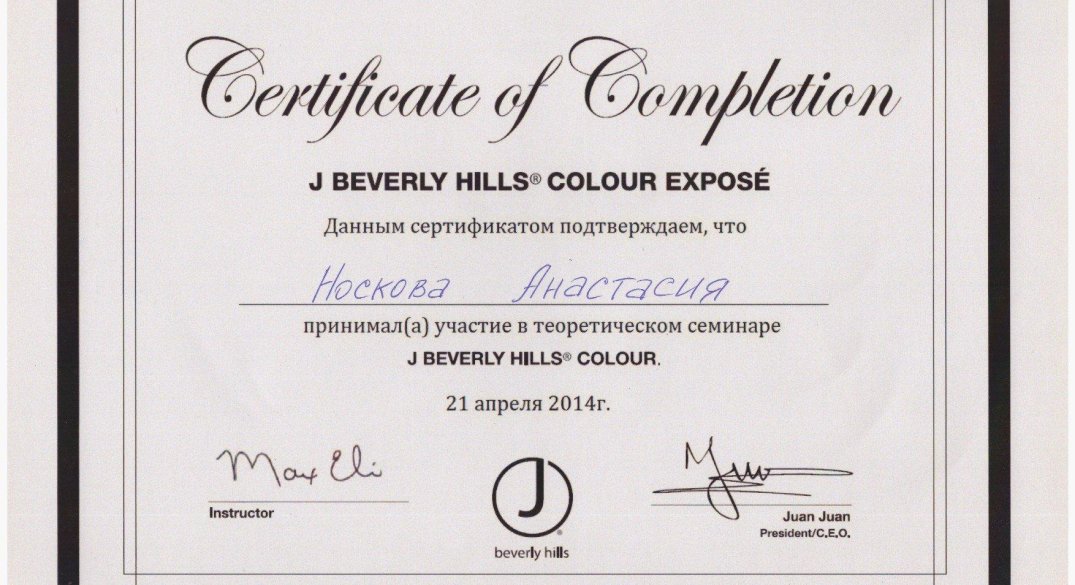 Certificate of Completion
J BEVERLY HILLS® COLOUR EXPOSÉ
Данным сертификатом подтверждаем, что
Носкова Анастасия
принимал(а) участие в теоретическом семинаре
J BEVERLY HILLS® COLOUR.
21 апреля 2014г.
Max Eli
Instructor
J
beverly hills
Juan Juan
President/C.E.O.